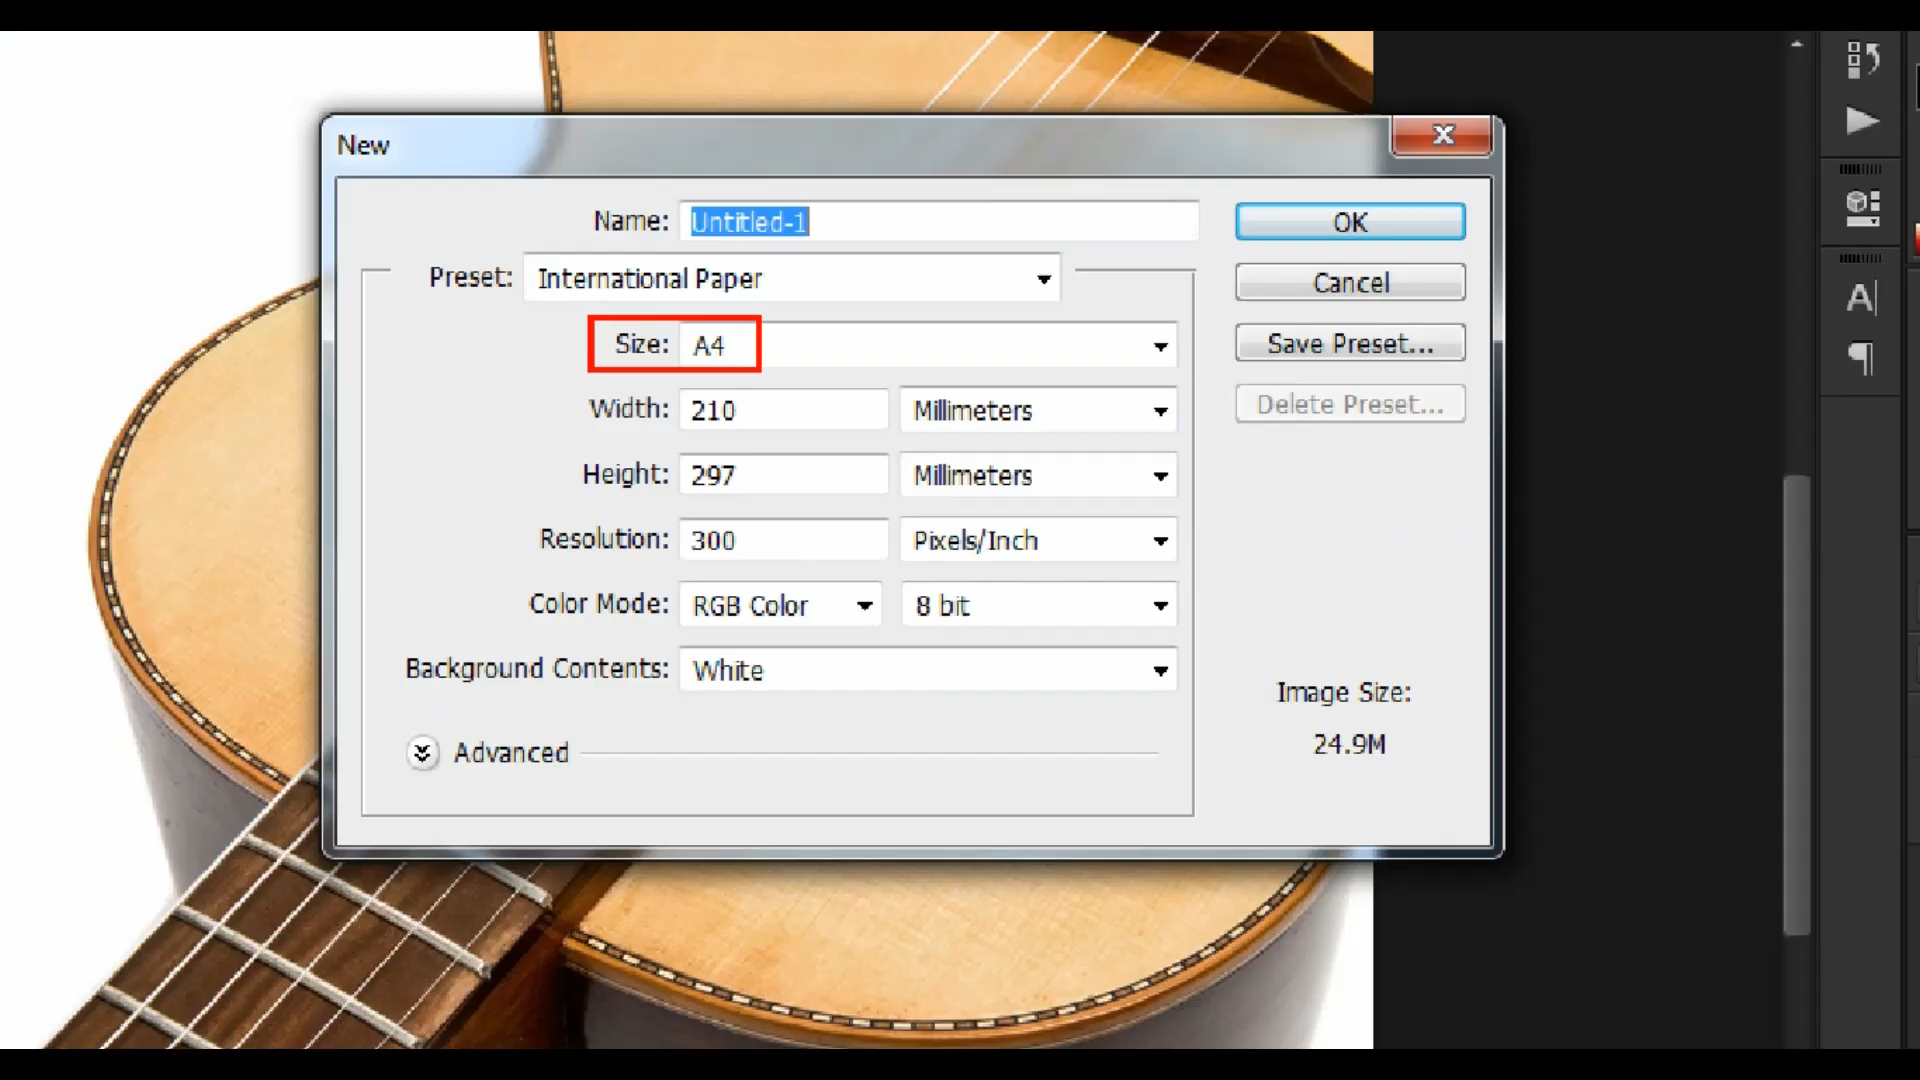 New
Name: Untitled-1
OK
Preset: International Paper
Cancel
Size: A4
Save Preset...
Width: 210 Millimeters
Delete Preset...
Height: 297 Millimeters
Resolution: 300 Pixels/Inch
Color Mode: RGB Color 8 bit
Background Contents: White
Image Size:
24.9M
Advanced